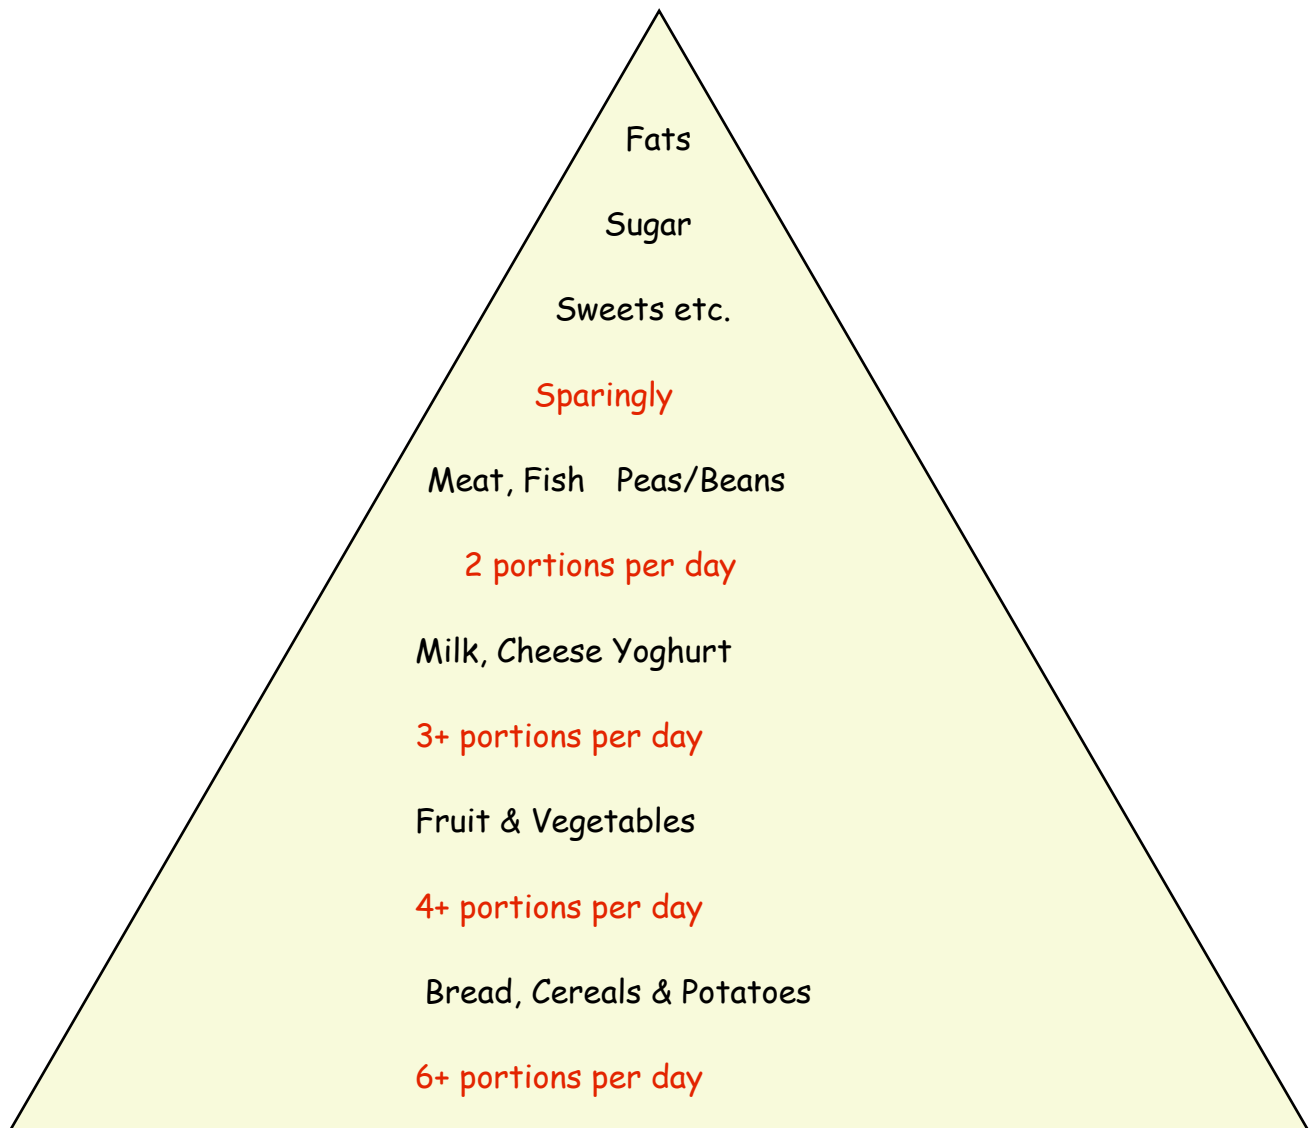 Fats
Sugar
Sweets etc.
Sparingly
Meat, Fish Peas/Beans
2 portions per day
Milk, Cheese Yoghurt
3+ portions per day
Fruit & Vegetables
4+ portions per day
Bread, Cereals & Potatoes
6+ portions per day